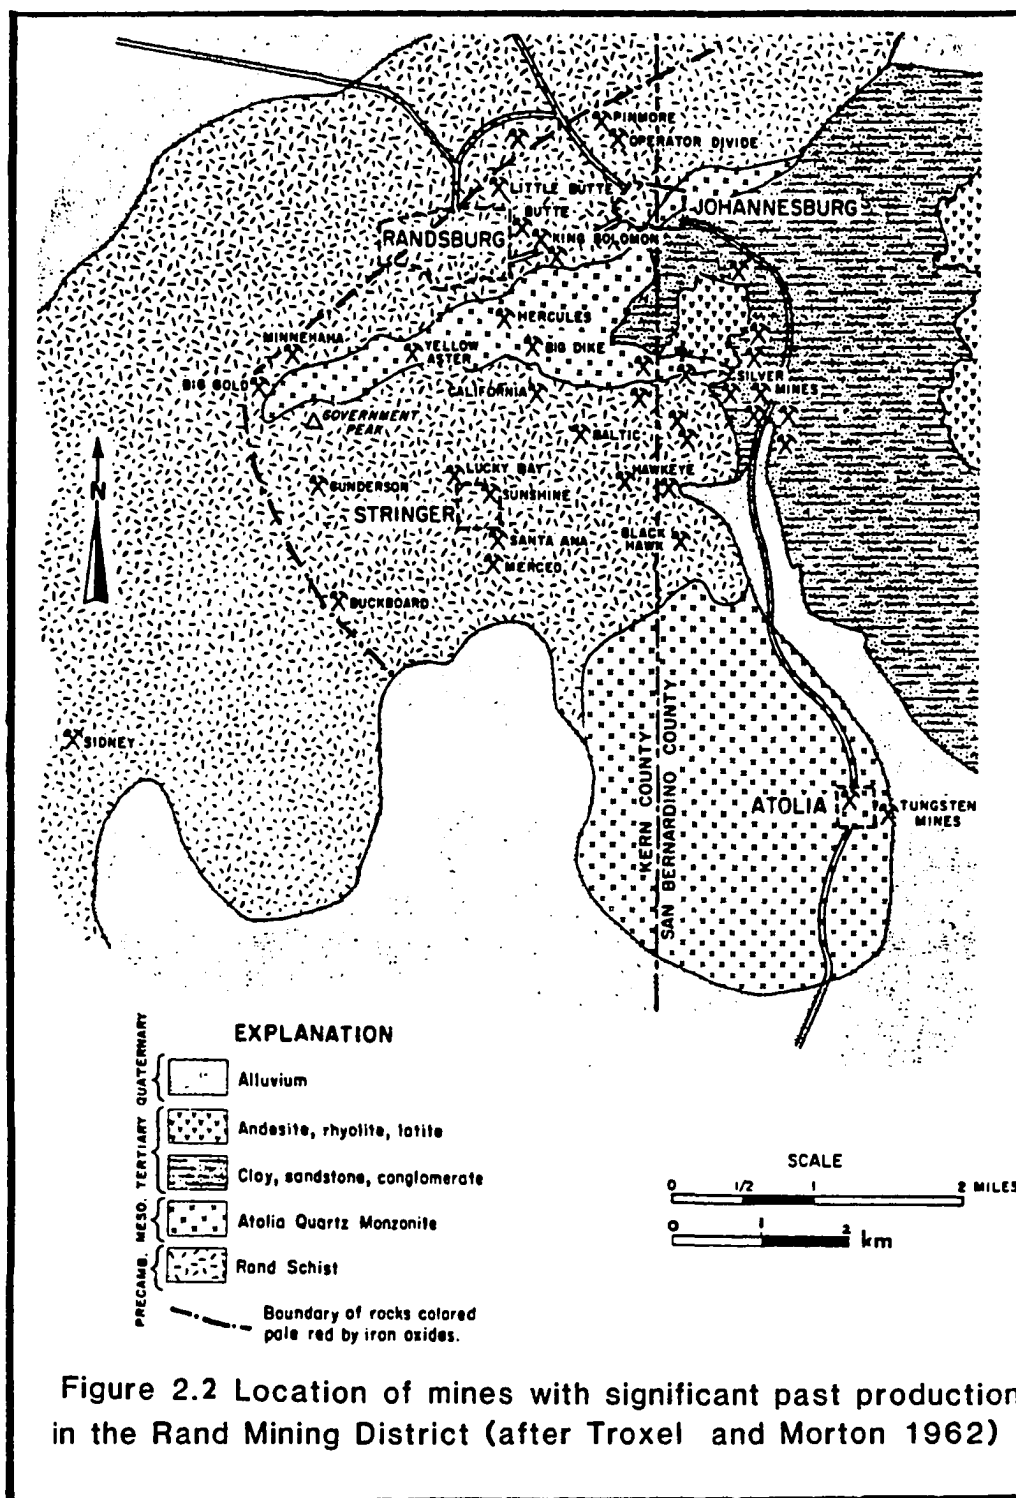 PINMORE
OPERATOR DIVIDE
LITTLE BUTTE
JOHANNESBURG
BUTTE
RANDSBURG
KING SOLOMON
HERCULES
MINNEHAHA
YELLOW
ASTER
BIG DIKE
SILVER
MINES
BIG GOLD
CALIFORNIA
GOVERNMENT
PEAK
BALTIC
LUCKY BAY
HAWKEYE
GUNDERSON
SUNSHINE
STRINGER
SANTA ANA
BLACK
HAWK
MERCED
N
BUCKBOARD
SIDNEY
KERN COUNTY
SAN BERNARDINO COUNTY
ATOLIA
TUNGSTEN
MINES
EXPLANATION
QUATERNARY
Alluvium
TERTIARY
Andesite, rhyolite, latite
Clay, sandstone, conglomerate
MESO.
Atolia Quartz Monzonite
PRECAMB.
Rand Schist
Boundary of rocks colored
pale red by iron oxides.
SCALE
0 1/2 1 2 MILES
0 1 2 km
Figure 2.2 Location of mines with significant past production
in the Rand Mining District (after Troxel and Morton 1962)